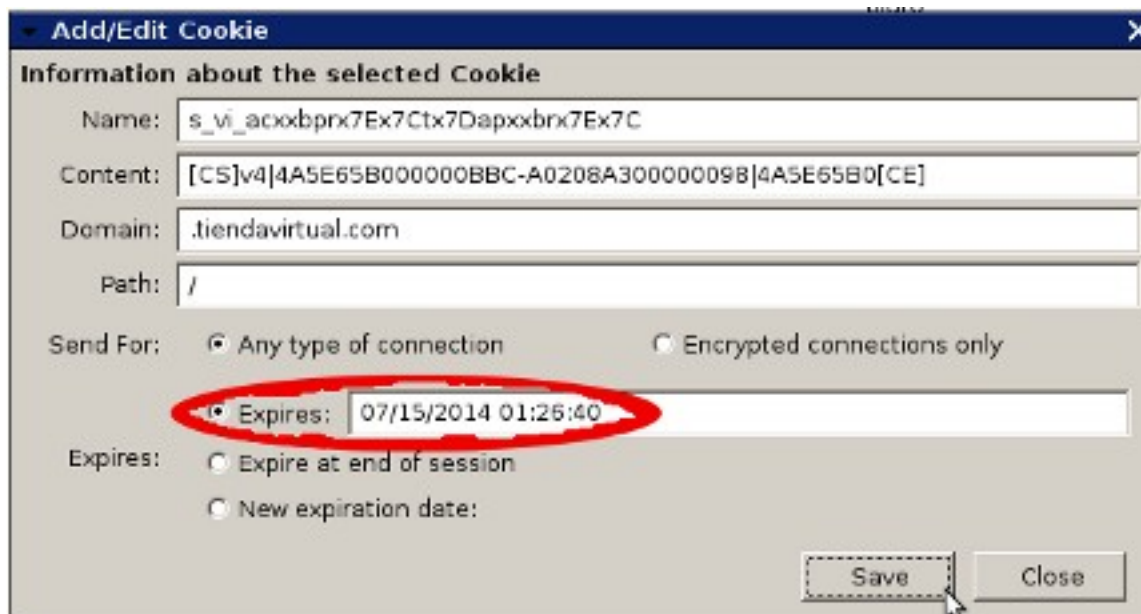 Add/Edit Cookie
Information about the selected Cookie
Name: s_vi_acxxbprx7Ex7Ctx7Dapxxbrx7Ex7C
Content: [CS]v4|4A5E65B000000BBC-A0208A300000098|4A5E65B0[CE]
Domain: .tiendavirtual.com
Path: /
Send For: Any type of connection Encrypted connections only
Expires: 07/15/2014 01:26:40
Expires: Expire at end of session
New expiration date:
Save Close